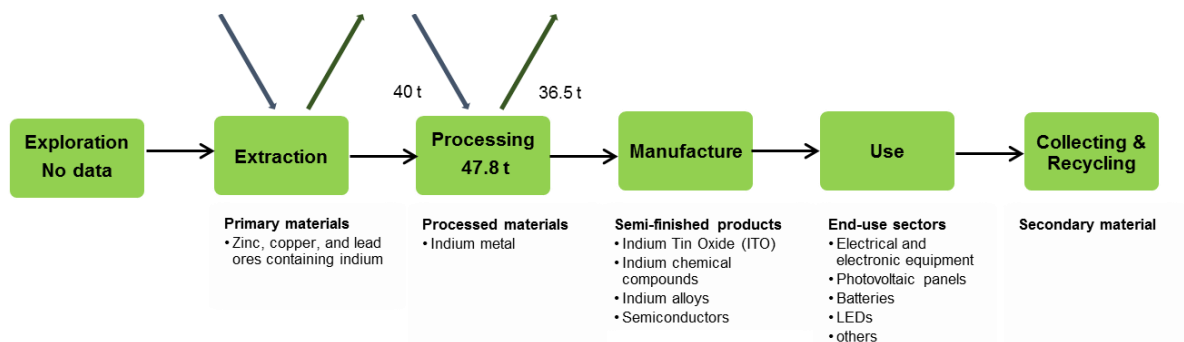 40 t
36.5 t
Exploration
No data
Extraction
Processing
47.8 t
Manufacture
Use
Collecting &
Recycling
Primary materials
• Zinc, copper, and lead
ores containing indium
Processed materials
• Indium metal
Semi-finished products
• Indium Tin Oxide (ITO)
• Indium chemical
compounds
• Indium alloys
• Semiconductors
End-use sectors
• Electrical and
electronic equipment
• Photovoltaic panels
• Batteries
• LEDs
• others
Secondary material